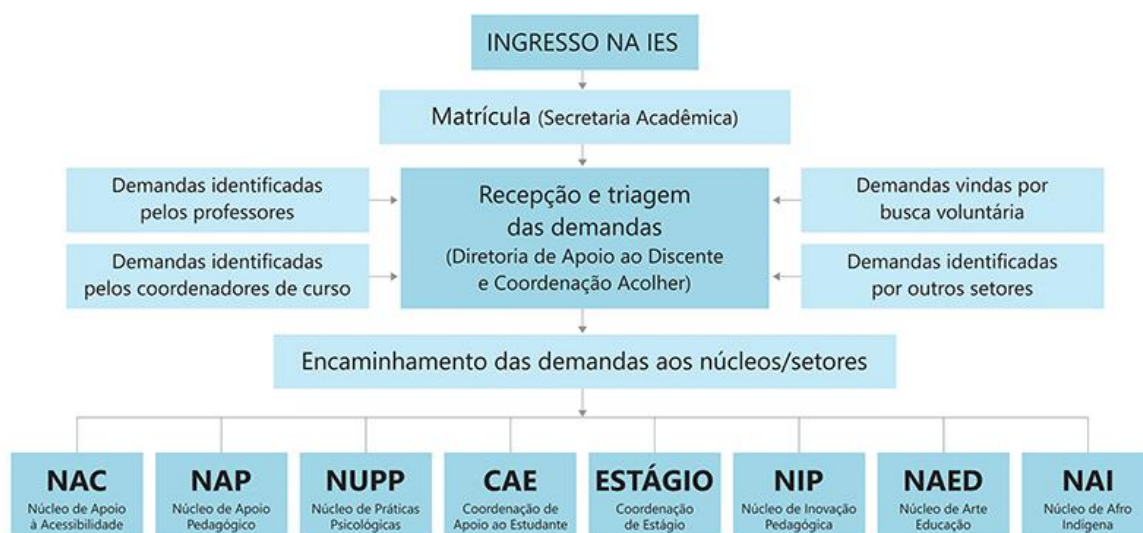 INGRESSO NA IES
Matrícula (Secretaria Acadêmica)
Demandas identificadas
pelos professores
Demandas identificadas
pelos coordenadores de curso
Recepção e triagem
das demandas
(Diretoria de Apoio ao Discente
e Coordenação Acolher)
Demandas vindas por
busca voluntária
Demandas identificadas
por outros setores
Encaminhamento das demandas aos núcleos/setores
NAC
Núcleo de Apoio
à Acessibilidade
NAP
Núcleo de Apoio
Pedagógico
NUPP
Núcleo de Práticas
Psicológicas
CAE
Coordenação de
Apoio ao Estudante
ESTÁGIO
Coordenação
de Estágio
NIP
Núcleo de Inovação
Pedagógica
NAED
Núcleo de Arte
Educação
NAI
Núcleo de Afro
Indígena